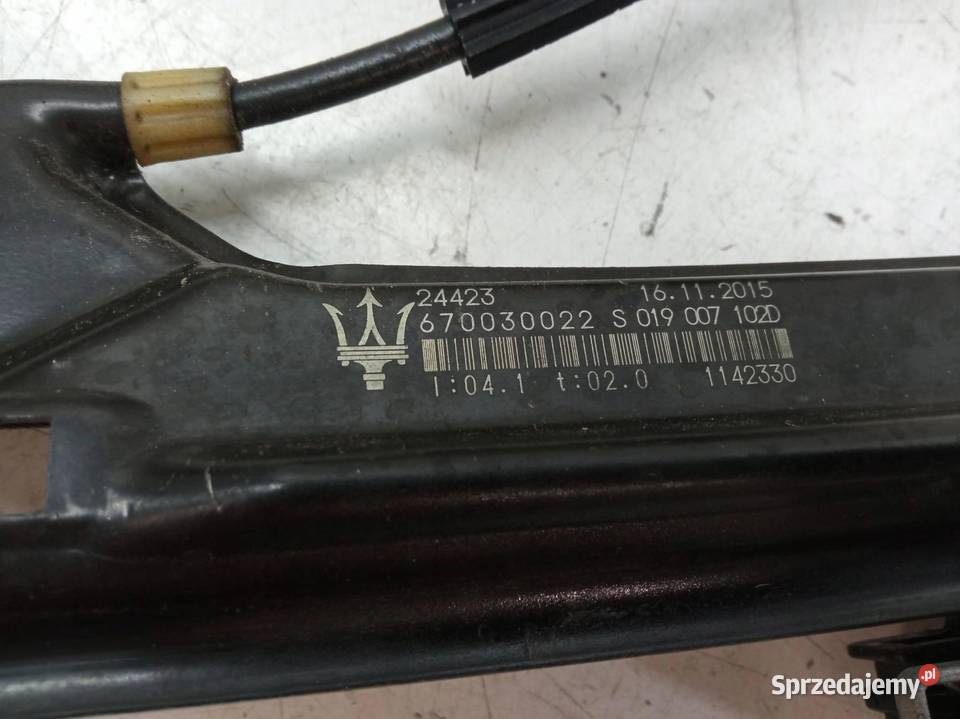 24423 16.11.2015
670030022 S 019 007 102D
I:04.1 t:02.0 1142330
Sprzedajemy.pl